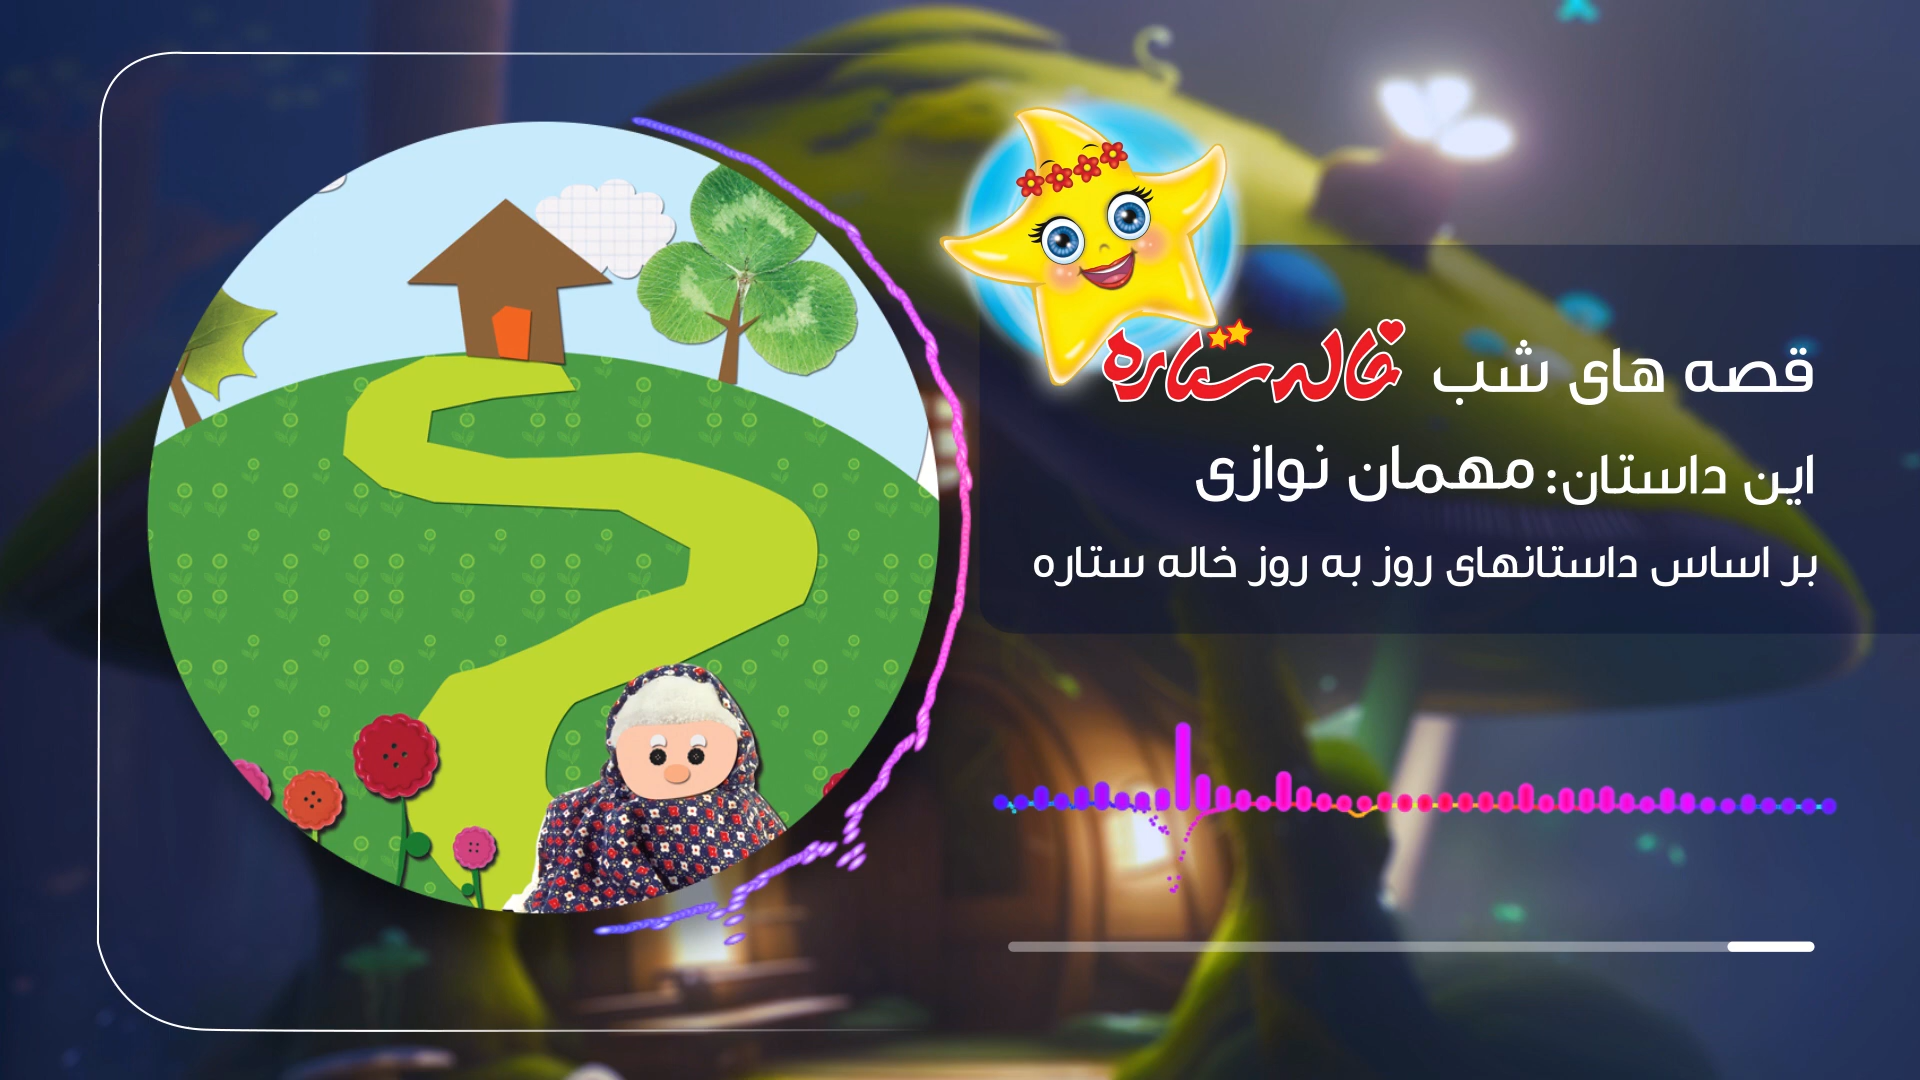 قصه های شب خاله ستاره
این داستان: مهمان نوازی
بر اساس داستانهای روز به روز خاله ستاره